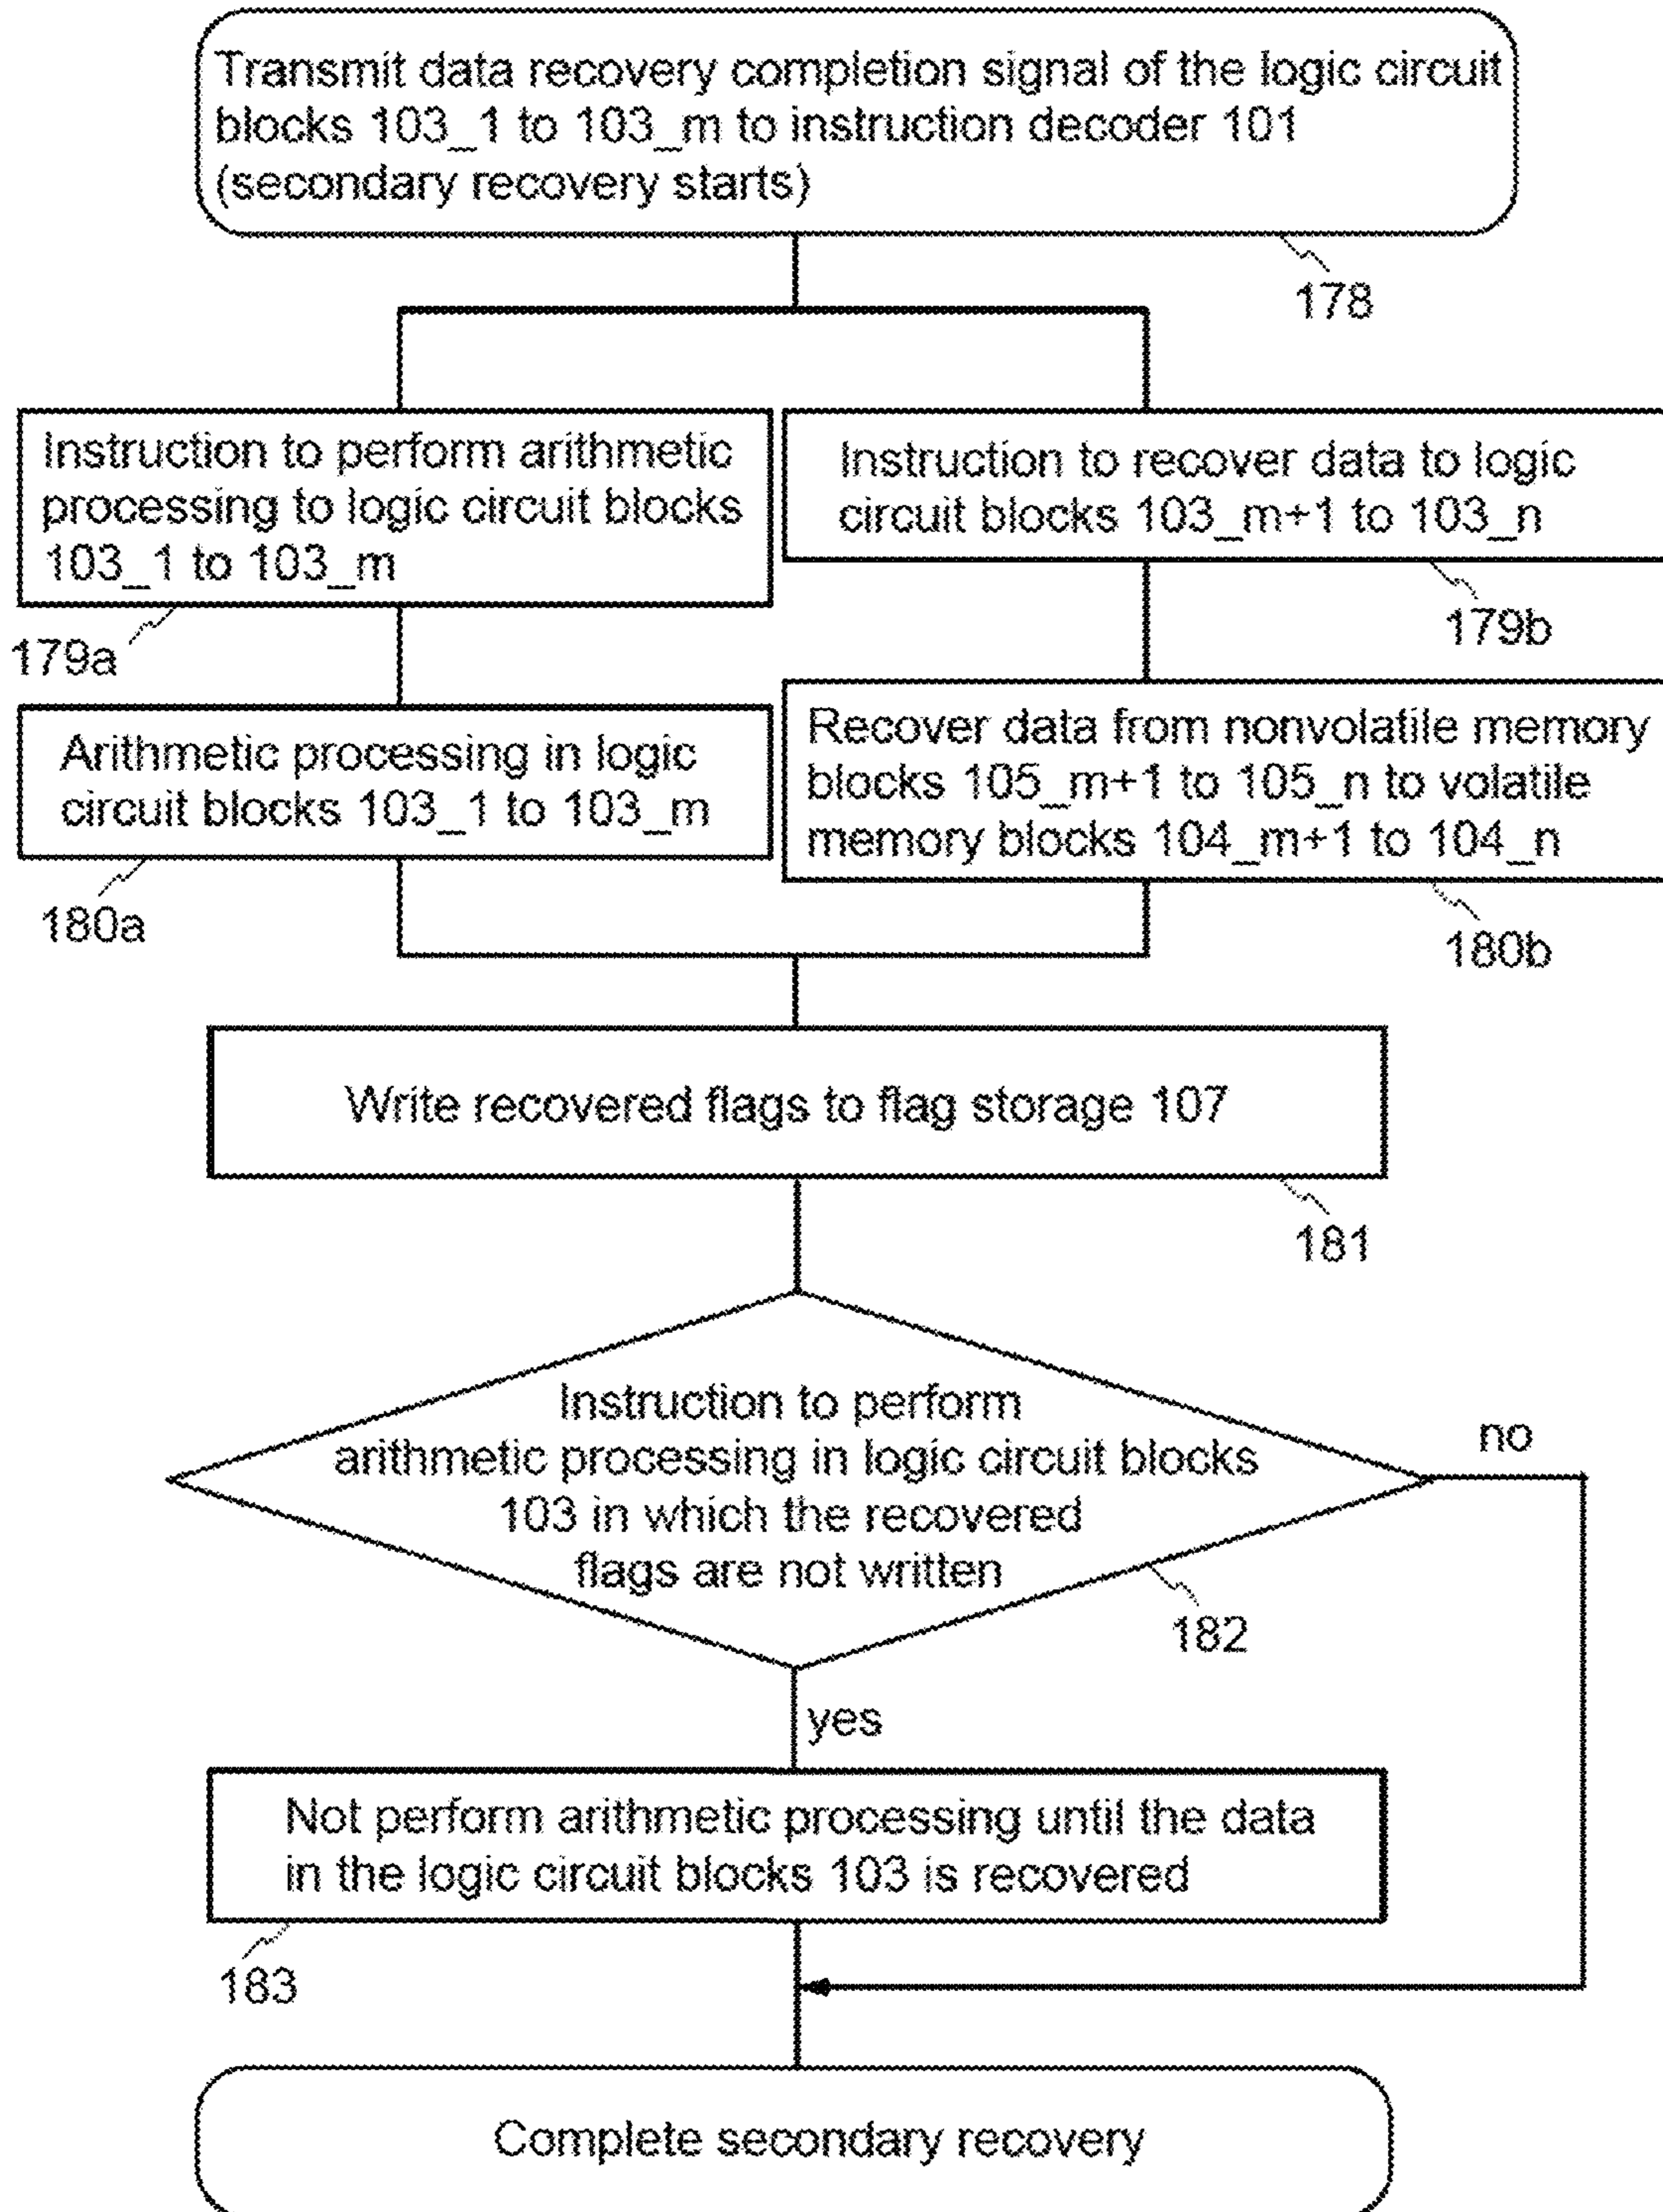 Transmit data recovery completion signal of the logic circuit
blocks 103_1 to 103_m to instruction decoder 101
(secondary recovery starts)
178
Instruction to perform arithmetic
processing to logic circuit blocks
103_1 to 103_m
179a
Instruction to recover data to logic
circuit blocks 103_m+1 to 103_n
179b
Arithmetic processing in logic
circuit blocks 103_1 to 103_m
180a
Recover data from nonvolatile memory
blocks 105_m+1 to 105_n to volatile
memory blocks 104_m+1 to 104_n
180b
Write recovered flags to flag storage 107
181
Instruction to perform
arithmetic processing in logic circuit blocks
103 in which the recovered
flags are not written
no
182
yes
Not perform arithmetic processing until the data
in the logic circuit blocks 103 is recovered
183
Complete secondary recovery